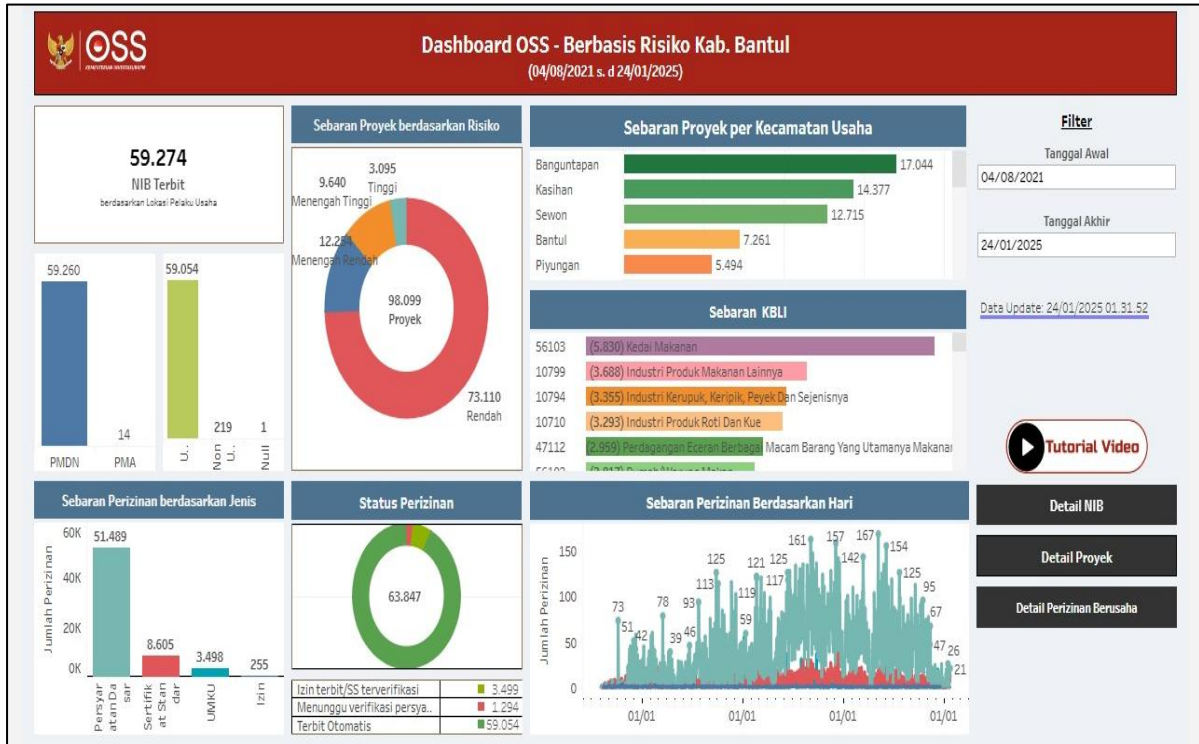 OSS
Dashboard OSS - Berbasis Risiko Kab. Bantul
(04/08/2021 s. d 24/01/2025)
59.274
NIB Terbit
berdasarkan Lokasi Pelaku Usaha
59.260
14
PMDN
PMA
59.054
219
1
U..
Non U..
Null
Sebaran Proyek berdasarkan Risiko
3.095
Tinggi
9.640
Menengah Tinggi
12.254
Menengah Rendah
98.099
Proyek
73.110
Rendah
Sebaran Proyek per Kecamatan Usaha
Banguntapan 17.044
Kasihan 14.377
Sewon 12.715
Bantul 7.261
Piyungan 5.494
Sebaran KBLI
56103 (5.830) Kedai Makanan
10799 (3.688) Industri Produk Makanan Lainnya
10794 (3.355) Industri Kerupuk, Keripik, Peyek Dan Sejenisnya
10710 (3.293) Industri Produk Roti Dan Kue
47112 (2.959) Perdagangan Eceran Berbagai Macam Barang Yang Utamanya Makanan
Filter
Tanggal Awal
04/08/2021
Tanggal Akhir
24/01/2025
Data Update: 24/01/2025 01.31.52
Tutorial Video
Detail NIB
Detail Proyek
Detail Perizinan Berusaha
Sebaran Perizinan berdasarkan Jenis
Jumlah Perizinan
60K
40K
20K
0K
51.489
8.605
3.498
255
Persyar
atan Da
sar
Sertifik
at Stan
dar
UMKU
Izin
Status Perizinan
63.847
Izin terbit/SS terverifikasi 3.499
Menunggu verifikasi persya.. 1.294
Terbit Otomatis 59.054
Sebaran Perizinan Berdasarkan Hari
Jumlah Perizinan
150
100
50
0
73
51
42
78
39
46
93
113
125
119
59
121
117
125
161
157
142
167
154
125
95
67
47
26
21
01/01
01/01
01/01
01/01